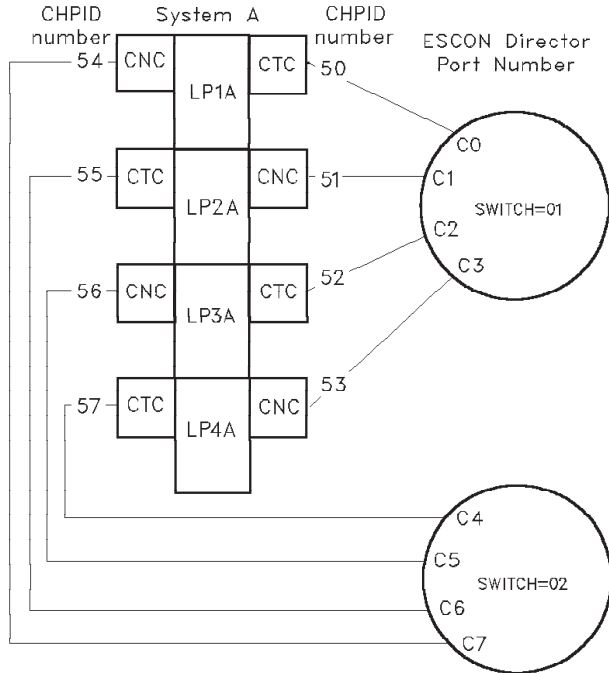 CHPID number
System A
CHPID number
ESCON Director Port Number
54
CNC
LP1A
CTC
50
C0
55
CTC
LP2A
CNC
51
C1
SWITCH=01
C2
56
CNC
LP3A
CTC
52
C3
57
CTC
LP4A
CNC
53
C4
C5
SWITCH=02
C6
C7